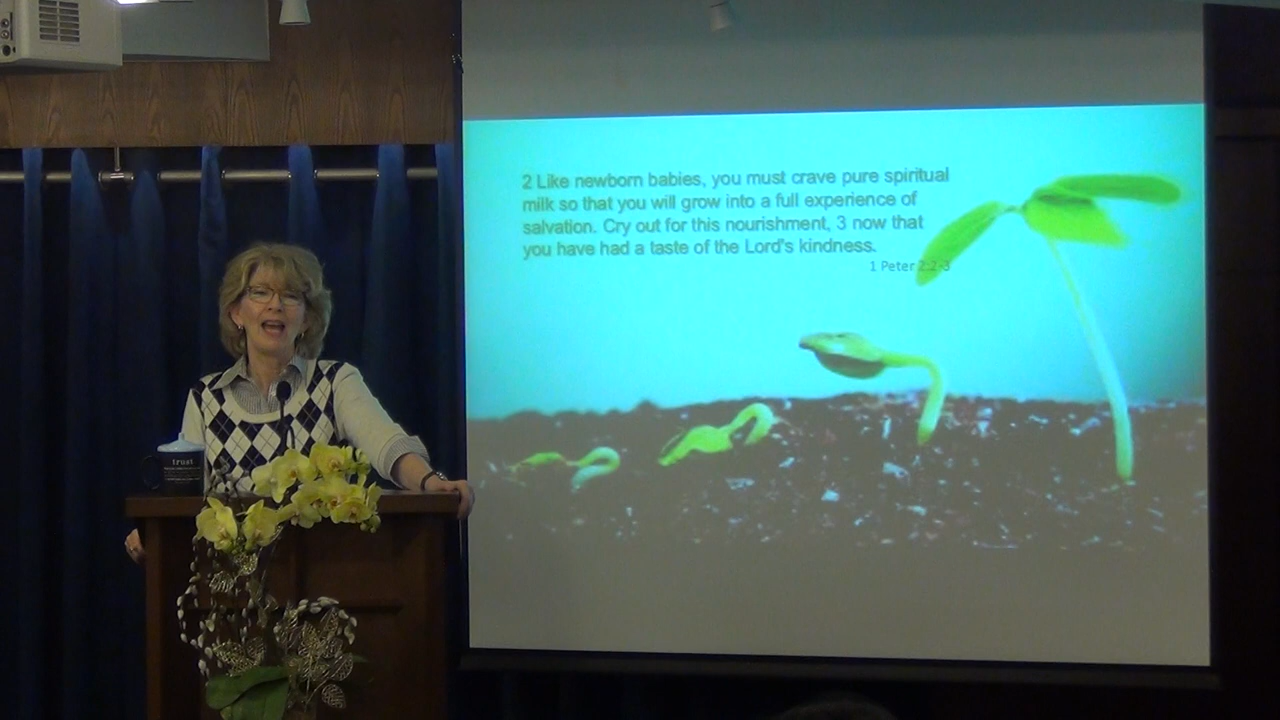 2 Like newborn babies, you must crave pure spiritual
milk so that you will grow into a full experience of
salvation. Cry out for this nourishment, 3 now that
you have had a taste of the Lord's kindness.
1 Peter 2:2-3
trust